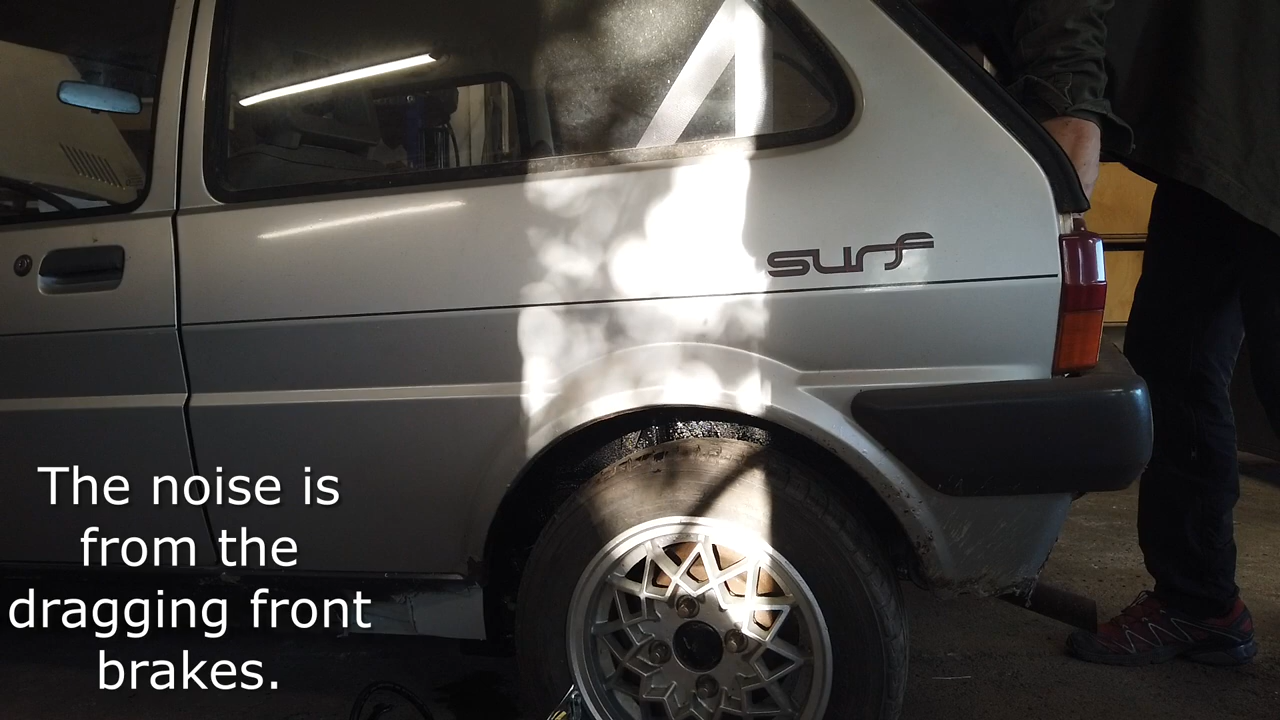 surf
The noise is
from the
dragging front
brakes.